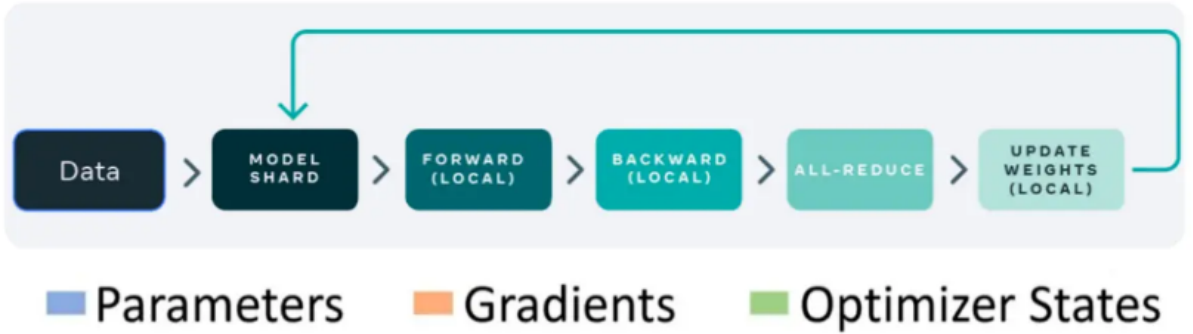 Data
MODEL
SHARD
FORWARD
(LOCAL)
BACKWARD
(LOCAL)
ALL-REDUCE
UPDATE
WEIGHTS
(LOCAL)
Parameters
Gradients
Optimizer States